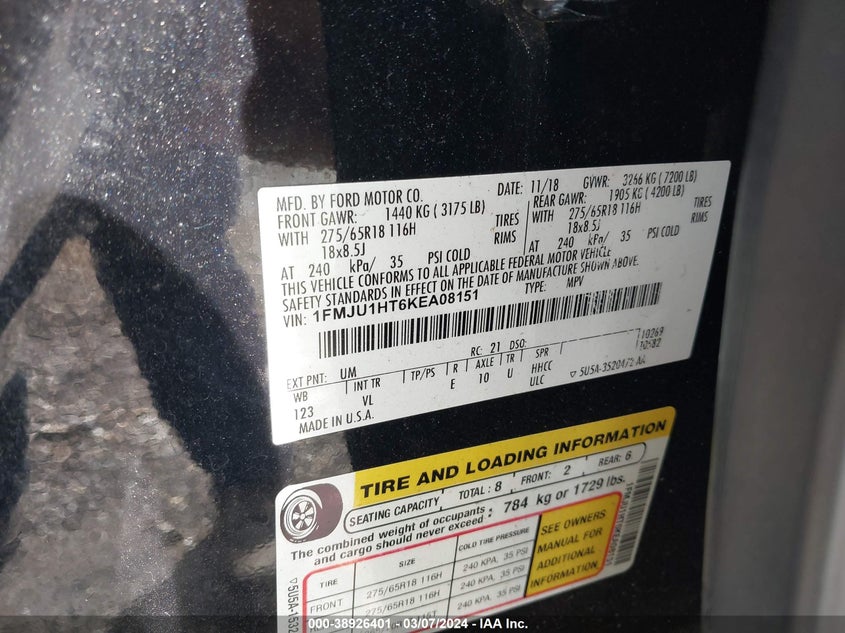 MFD. BY FORD MOTOR CO. DATE: 11/18 GVWR: 3266 KG ( 7200 LB)
FRONT GAWR: 1440 KG ( 3175 LB) REAR GAWR: 1905 KG ( 4200 LB)
WITH 275/65R18 116H TIRES WITH 275/65R18 116H TIRES
18x8.5J RIMS 18x8.5J RIMS
AT 240 kPa/ 35 PSI COLD AT 240 kPa/ 35 PSI COLD
THIS VEHICLE CONFORMS TO ALL APPLICABLE FEDERAL MOTOR VEHICLE
SAFETY STANDARDS IN EFFECT ON THE DATE OF MANUFACTURE SHOWN ABOVE.
VIN: 1FMJU1HT6KEA08151 TYPE: MPV
10269
EXT PNT: UM RC: 21 DSO:
WB INT TR TP/PS R AXLE TR SPR
123 VL E 10 U HHCC
ULC
MADE IN U.S.A.
TIRE AND LOADING INFORMATION
SEATING CAPACITY TOTAL: 8 FRONT: 2 REAR: 6
The combined weight of occupants and cargo should never exceed : 784 kg or 1729 lbs.
TIRE SIZE COLD TIRE PRESSURE
FRONT 275/65R18 116H 240 KPA, 35 PSI
275/65R18 116H 240 KPA, 35 PSI
240 KPA, 35 PSI
SEE OWNERS
MANUAL FOR
ADDITIONAL
INFORMATION
000-38926401 - 03/07/2024 - IAA Inc.